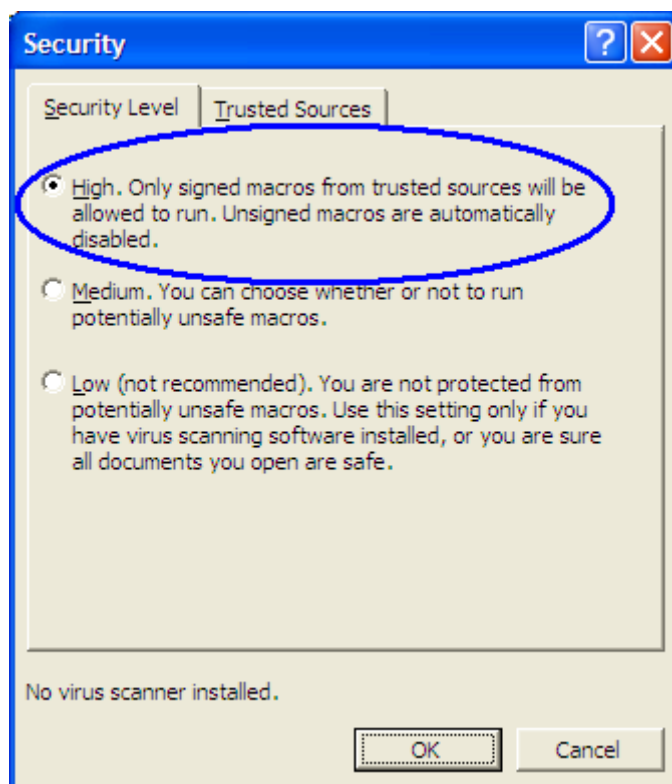 Security
Security Level
Trusted Sources
High. Only signed macros from trusted sources will be
allowed to run. Unsigned macros are automatically
disabled.
Medium. You can choose whether or not to run
potentially unsafe macros.
Low (not recommended). You are not protected from
potentially unsafe macros. Use this setting only if you
have virus scanning software installed, or you are sure
all documents you open are safe.
No virus scanner installed.
OK
Cancel